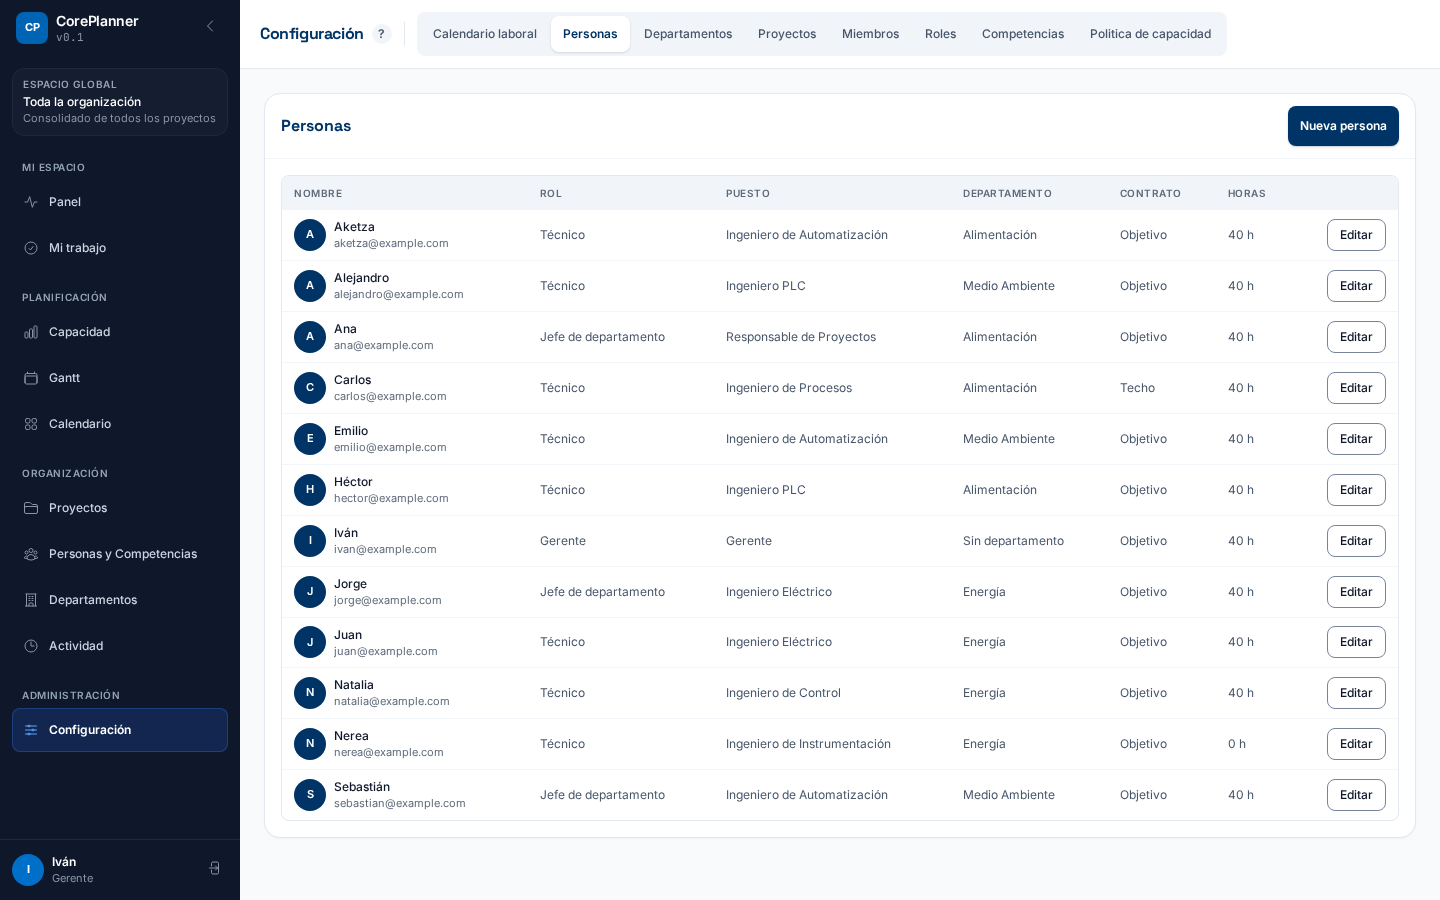 CP
CorePlanner
v0.1
ESPACIO GLOBAL
Toda la organización
Consolidado de todos los proyectos
MI ESPACIO
Panel
Mi trabajo
PLANIFICACIÓN
Capacidad
Gantt
Calendario
ORGANIZACIÓN
Proyectos
Personas y Competencias
Departamentos
Actividad
ADMINISTRACIÓN
Configuración
I
Iván
Gerente
Configuración ? Calendario laboral Personas Departamentos Proyectos Miembros Roles Competencias Politica de capacidad
Personas Nueva persona
NOMBRE ROL PUESTO DEPARTAMENTO CONTRATO HORAS
A Aketza Técnico Ingeniero de Automatización Alimentación Objetivo 40 h Editar
aketza@example.com
A Alejandro Técnico Ingeniero PLC Medio Ambiente Objetivo 40 h Editar
alejandro@example.com
A Ana Jefe de departamento Responsable de Proyectos Alimentación Objetivo 40 h Editar
ana@example.com
C Carlos Técnico Ingeniero de Procesos Alimentación Techo 40 h Editar
carlos@example.com
E Emilio Técnico Ingeniero de Automatización Medio Ambiente Objetivo 40 h Editar
emilio@example.com
H Héctor Técnico Ingeniero PLC Alimentación Objetivo 40 h Editar
hector@example.com
I Iván Gerente Gerente Sin departamento Objetivo 40 h Editar
ivan@example.com
J Jorge Jefe de departamento Ingeniero Eléctrico Energía Objetivo 40 h Editar
jorge@example.com
J Juan Técnico Ingeniero Eléctrico Energía Objetivo 40 h Editar
juan@example.com
N Natalia Técnico Ingeniero de Control Energía Objetivo 40 h Editar
natalia@example.com
N Nerea Técnico Ingeniero de Instrumentación Energía Objetivo 0 h Editar
nerea@example.com
S Sebastián Jefe de departamento Ingeniero de Automatización Medio Ambiente Objetivo 40 h Editar
sebastian@example.com